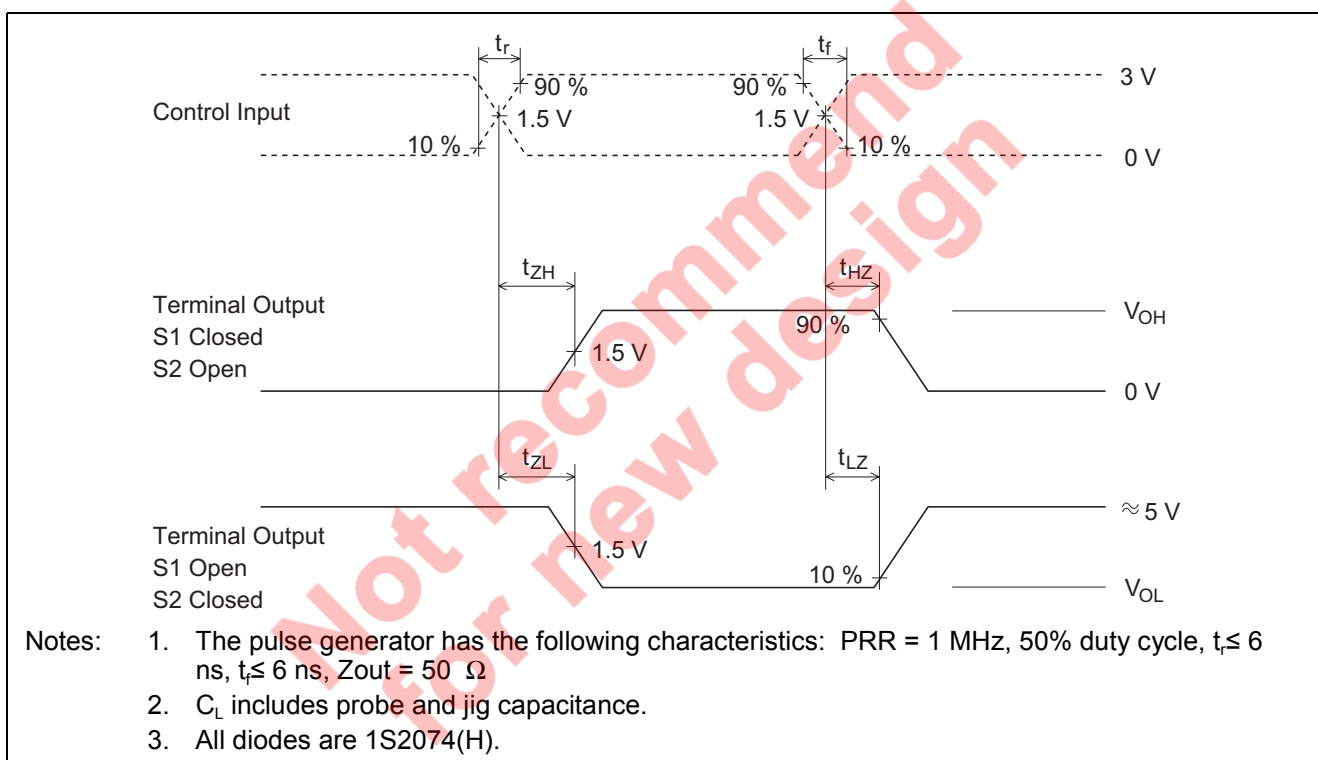 tr tf
90 % 90 % 3 V
Control Input 1.5 V 1.5 V
10 % 10 % 0 V
tZH tHZ
Terminal Output
S1 Closed
S2 Open
90 % VOH
1.5 V
0 V
tZL tLZ
≈ 5 V
Terminal Output
S1 Open
S2 Closed
1.5 V
10 %
VOL
Notes: 1. The pulse generator has the following characteristics: PRR = 1 MHz, 50% duty cycle, tr≤ 6
ns, tf≤ 6 ns, Zout = 50 Ω
2. CL includes probe and jig capacitance.
3. All diodes are 1S2074(H).
Not recommend
for new design